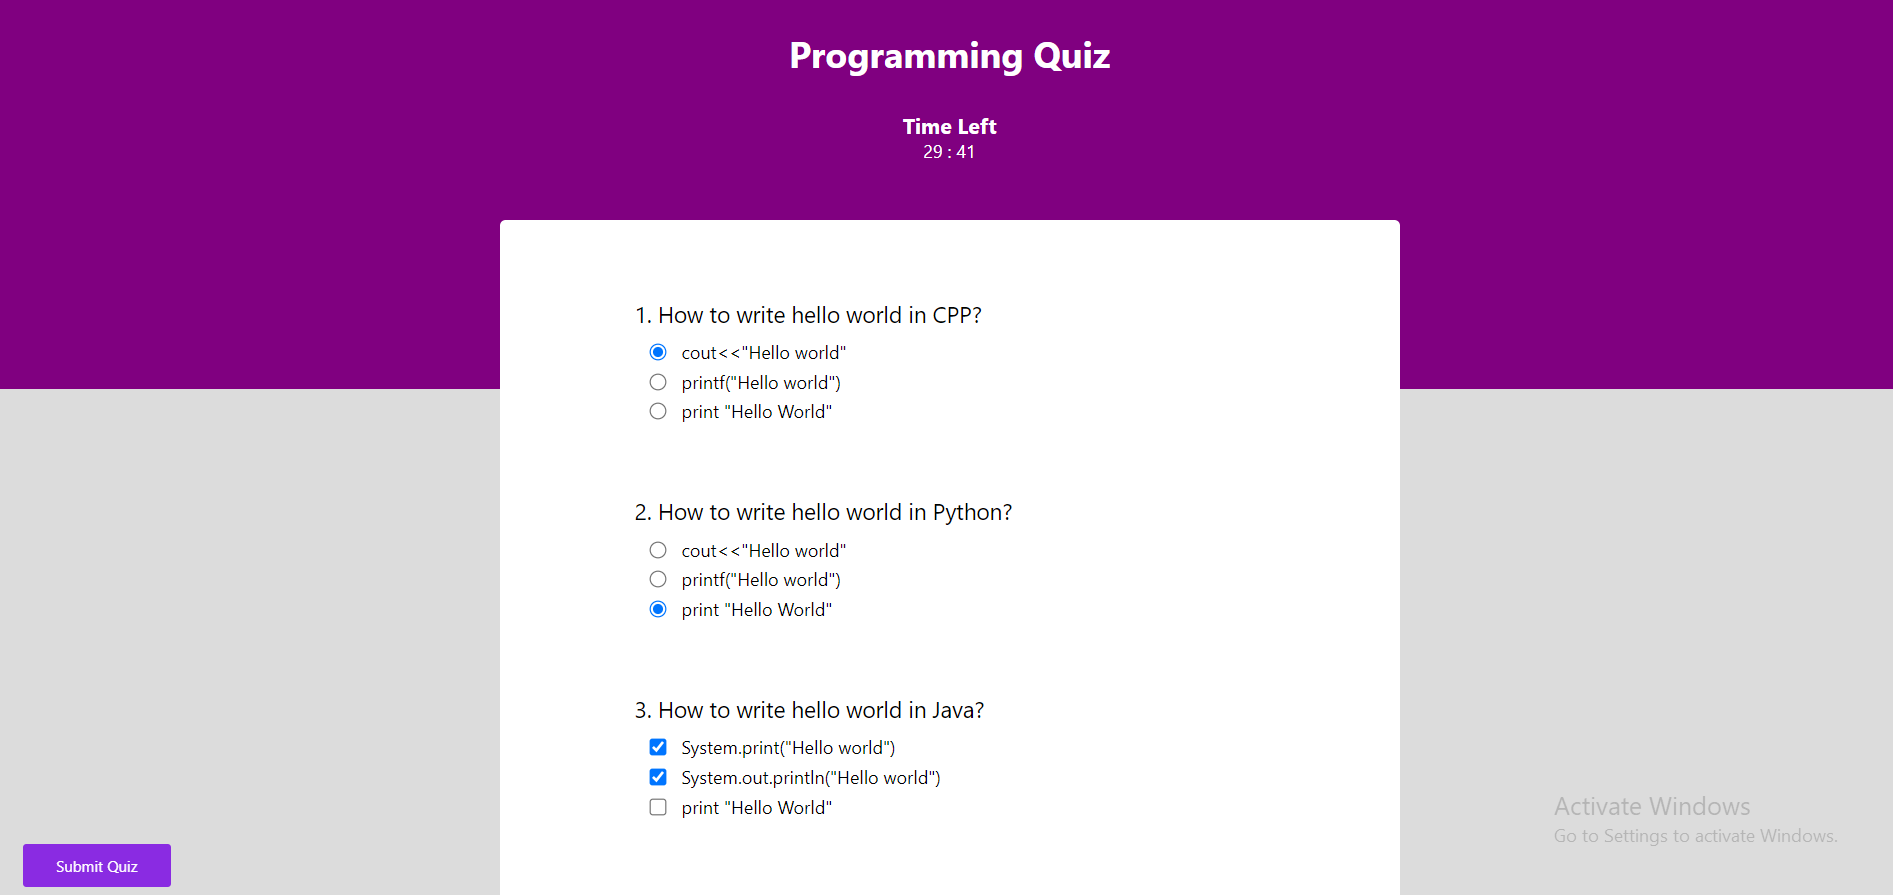 Programming Quiz
Time Left
29 : 41
1. How to write hello world in CPP?
cout<<"Hello world"
printf("Hello world")
print "Hello World"
2. How to write hello world in Python?
cout<<"Hello world"
printf("Hello world")
print "Hello World"
3. How to write hello world in Java?
System.print("Hello world")
System.out.println("Hello world")
print "Hello World"
Activate Windows
Go to Settings to activate Windows.
Submit Quiz